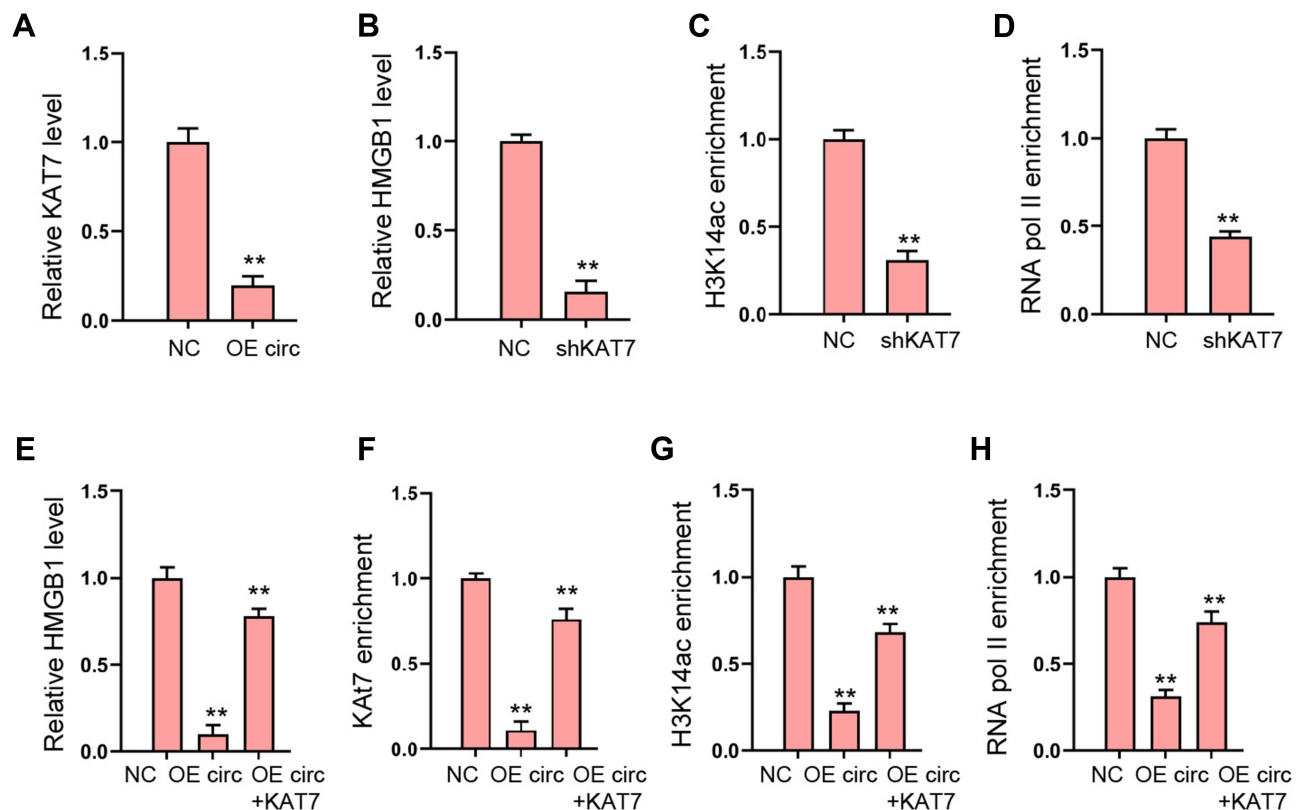 A
Relative KAT7 level
1.5
1.0
0.5
0.0
**
NC OE circ
B
Relative HMGB1 level
1.5
1.0
0.5
0.0
**
NC shKAT7
C
H3K14ac enrichment
1.5
1.0
0.5
0.0
**
NC shKAT7
D
RNA pol II enrichment
1.5
1.0
0.5
0.0
**
NC shKAT7
E
Relative HMGB1 level
1.5
1.0
0.5
0.0
**
**
NC OE circ OE circ
+KAT7
F
KAt7 enrichment
1.5
1.0
0.5
0.0
**
**
NC OE circ OE circ
+KAT7
G
H3K14ac enrichment
1.5
1.0
0.5
0.0
**
**
NC OE circ OE circ
+KAT7
H
RNA pol II enrichment
1.5
1.0
0.5
0.0
**
**
NC OE circ OE circ
+KAT7